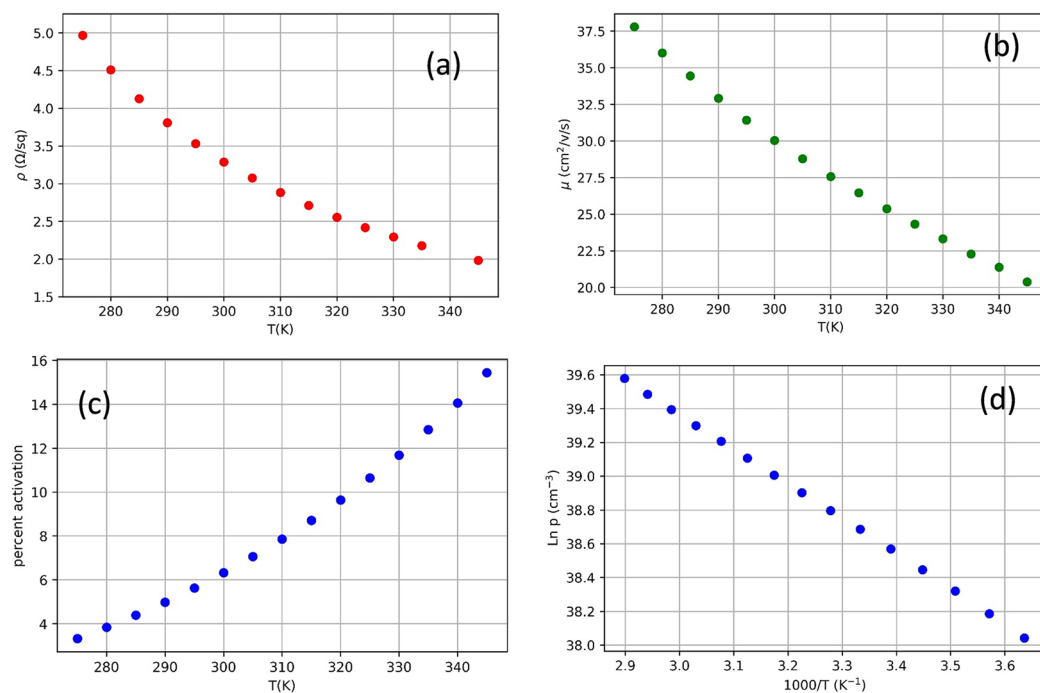 (a)
ρ (Ω/sq)
5.0
4.5
4.0
3.5
3.0
2.5
2.0
1.5
280 290 300 310 320 330 340
T(K)
(b)
μ (cm²/v/s)
37.5
35.0
32.5
30.0
27.5
25.0
22.5
20.0
280 290 300 310 320 330 340
T(K)
(c)
percent activation
16
14
12
10
8
6
4
280 290 300 310 320 330 340
T(K)
(d)
Ln p (cm⁻³)
39.6
39.4
39.2
39.0
38.8
38.6
38.4
38.2
38.0
2.9 3.0 3.1 3.2 3.3 3.4 3.5 3.6
1000/T (K⁻¹)